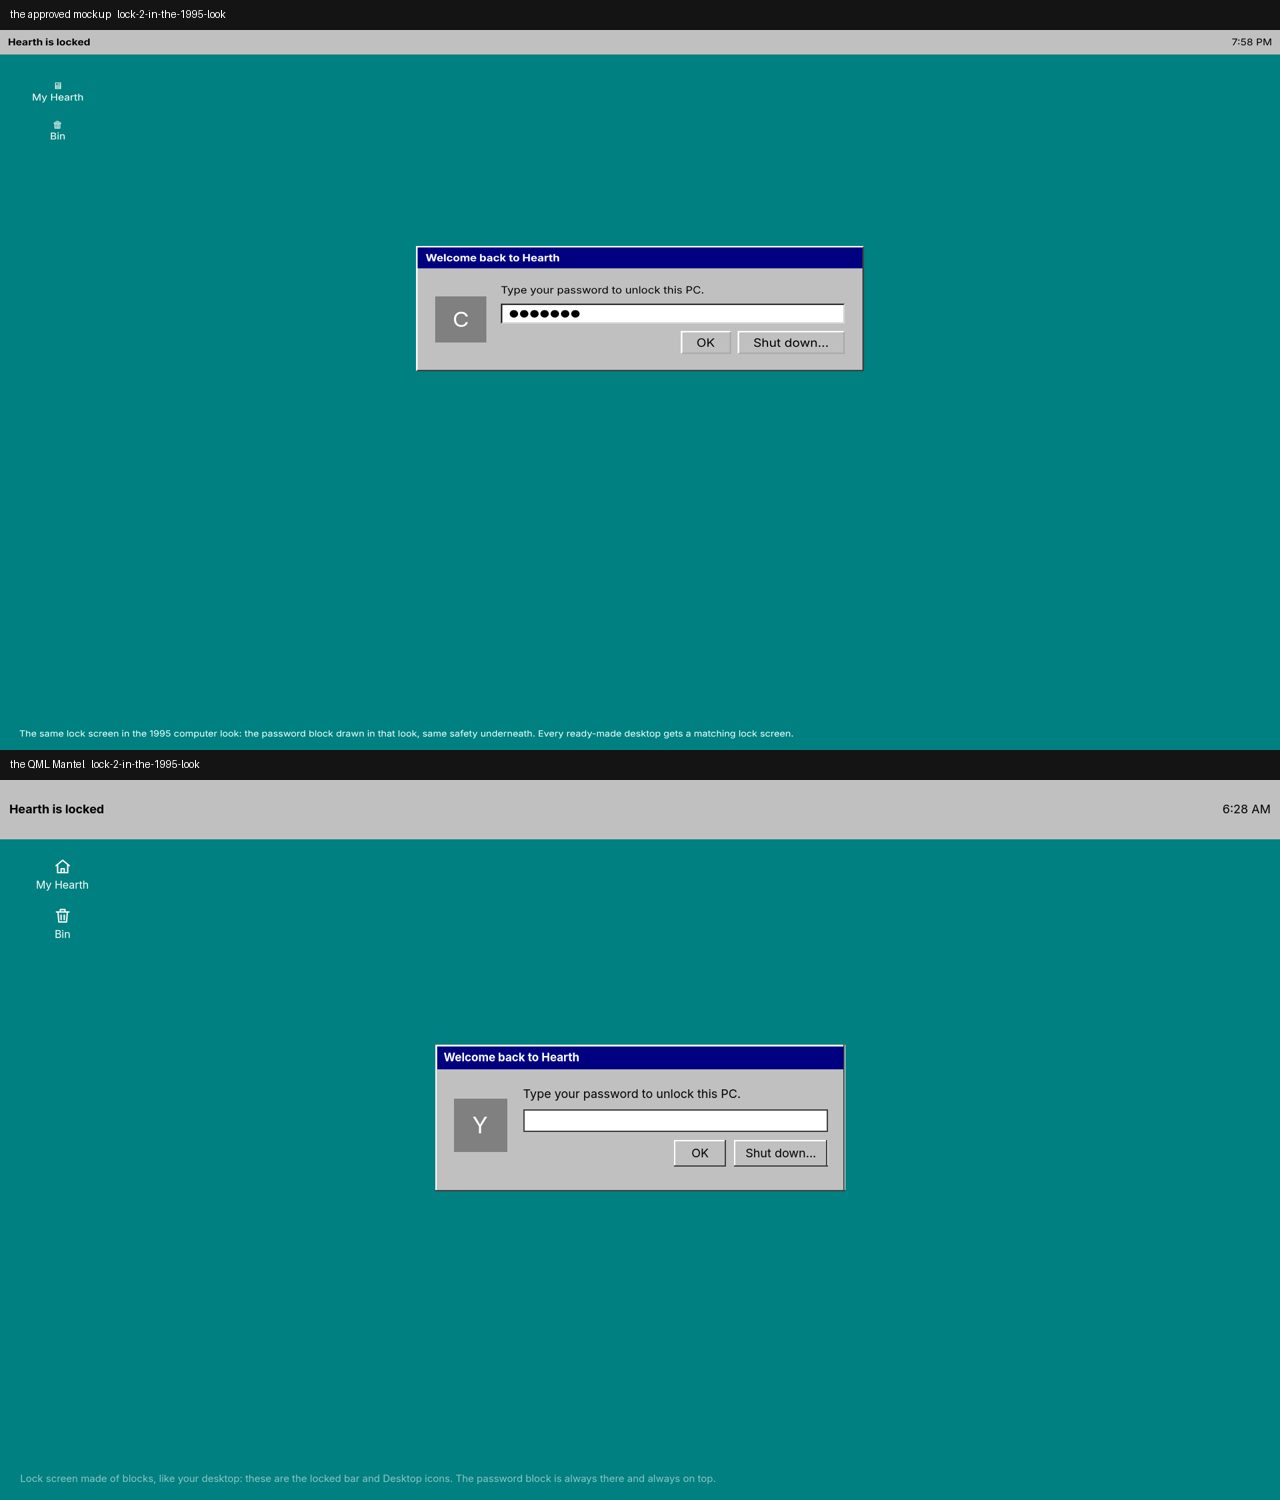 the approved mockup lock-2-in-the-1995-look
Hearth is locked
7:58 PM
My Hearth
Bin
Welcome back to Hearth
Type your password to unlock this PC.
C
OK
Shut down...
The same lock screen in the 1995 computer look: the password block drawn in that look, same safety underneath. Every ready-made desktop gets a matching lock screen.
the QML Mantel lock-2-in-the-1995-look
Hearth is locked
6:28 AM
My Hearth
Bin
Welcome back to Hearth
Type your password to unlock this PC.
Y
OK
Shut down...
Lock screen made of blocks, like your desktop: these are the locked bar and Desktop icons. The password block is always there and always on top.